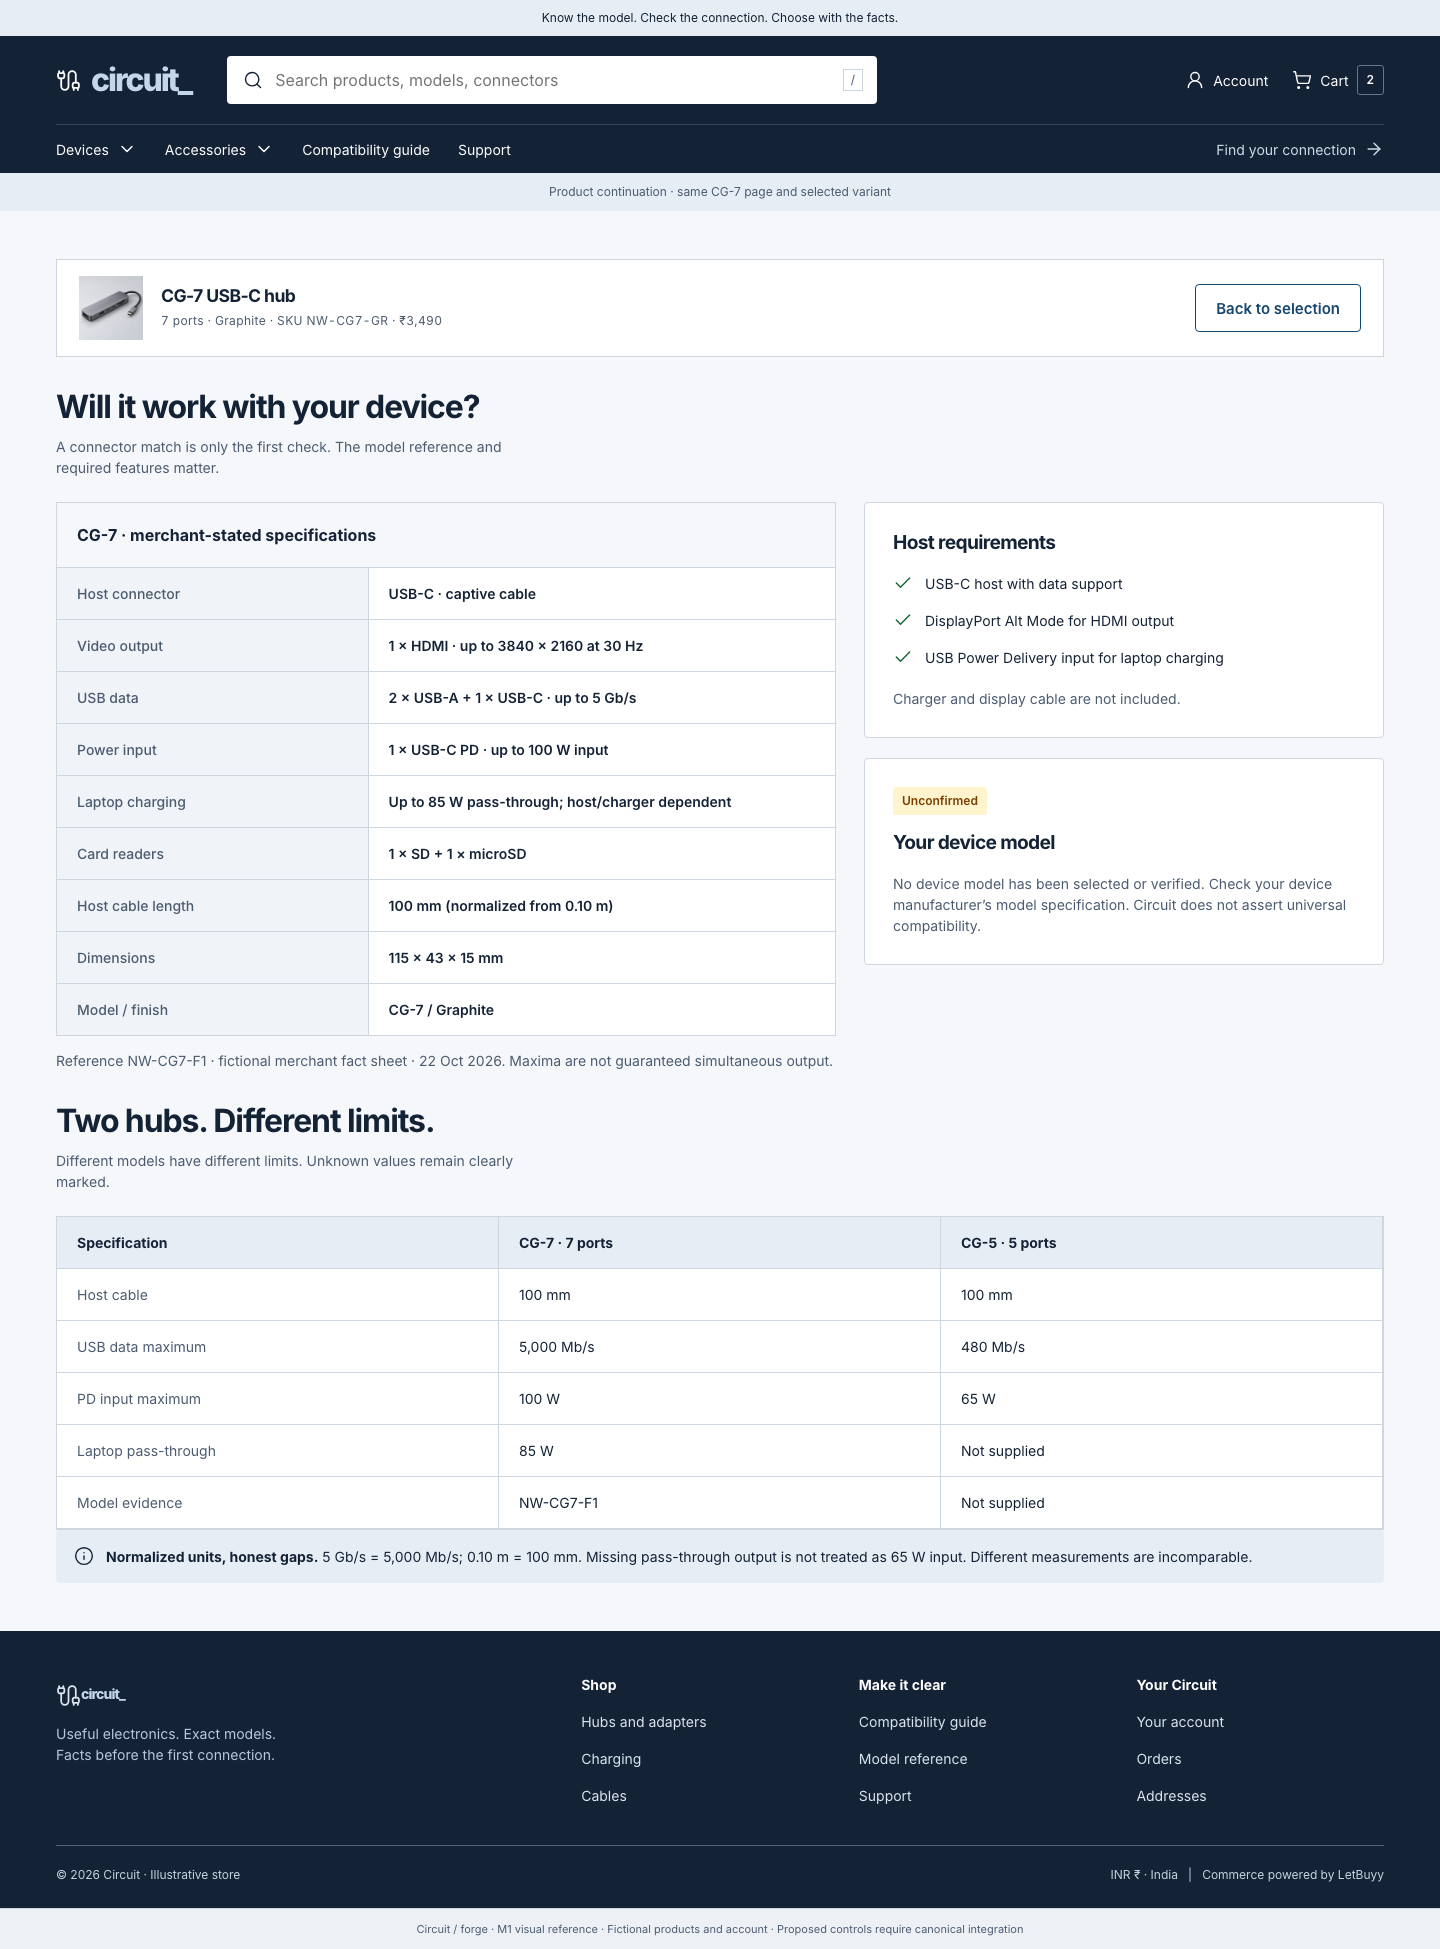 Know the model. Check the connection. Choose with the facts.
circuit_
Search products, models, connectors
/
Account
Cart
2
Devices
Accessories
Compatibility guide
Support
Find your connection
Product continuation · same CG-7 page and selected variant
CG-7 USB-C hub
7 ports · Graphite · SKU NW-CG7-GR · ₹3,490
Back to selection
Will it work with your device?
A connector match is only the first check. The model reference and
required features matter.
CG-7 · merchant-stated specifications
Host connector
USB-C · captive cable
Video output
1 × HDMI · up to 3840 × 2160 at 30 Hz
USB data
2 × USB-A + 1 × USB-C · up to 5 Gb/s
Power input
1 × USB-C PD · up to 100 W input
Laptop charging
Up to 85 W pass-through; host/charger dependent
Card readers
1 × SD + 1 × microSD
Host cable length
100 mm (normalized from 0.10 m)
Dimensions
115 × 43 × 15 mm
Model / finish
CG-7 / Graphite
Reference NW-CG7-F1 · fictional merchant fact sheet · 22 Oct 2026. Maxima are not guaranteed simultaneous output.
Host requirements
USB-C host with data support
DisplayPort Alt Mode for HDMI output
USB Power Delivery input for laptop charging
Charger and display cable are not included.
Unconfirmed
Your device model
No device model has been selected or verified. Check your device
manufacturer’s model specification. Circuit does not assert universal
compatibility.
Two hubs. Different limits.
Different models have different limits. Unknown values remain clearly
marked.
Specification
CG-7 · 7 ports
CG-5 · 5 ports
Host cable
100 mm
100 mm
USB data maximum
5,000 Mb/s
480 Mb/s
PD input maximum
100 W
65 W
Laptop pass-through
85 W
Not supplied
Model evidence
NW-CG7-F1
Not supplied
Normalized units, honest gaps. 5 Gb/s = 5,000 Mb/s; 0.10 m = 100 mm. Missing pass-through output is not treated as 65 W input. Different measurements are incomparable.
circuit_
Useful electronics. Exact models.
Facts before the first connection.
Shop
Hubs and adapters
Charging
Cables
Make it clear
Compatibility guide
Model reference
Support
Your Circuit
Your account
Orders
Addresses
© 2026 Circuit · Illustrative store
INR ₹ · India | Commerce powered by LetBuyy
Circuit / forge · M1 visual reference · Fictional products and account · Proposed controls require canonical integration